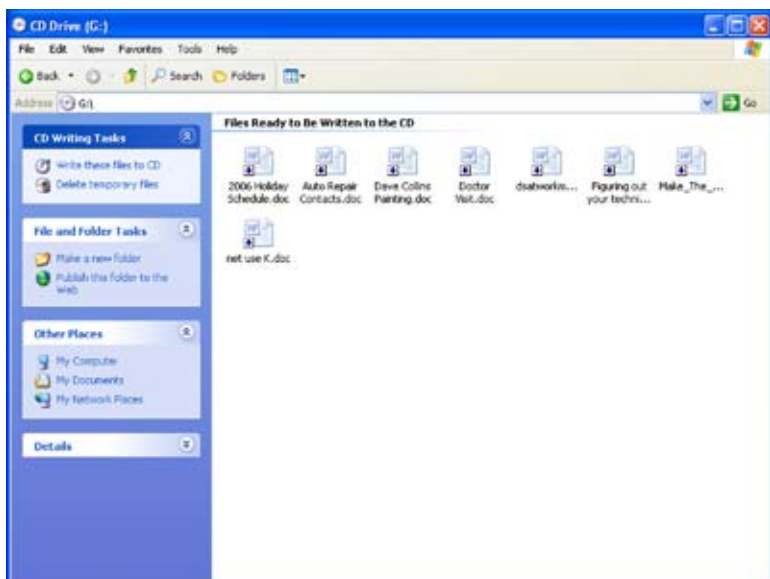 CD Drive (G:)
File Edit View Favorites Tools Help
Back Search Folders
Address G:\ Go
CD Writing Tasks
Write these files to CD
Delete temporary files
File and Folder Tasks
Make a new folder
Publish this folder to the
Web
Other Places
My Computer
My Documents
My Network Places
Details
Files Ready to Be Written to the CD
2006 Holiday
Schedule.doc
Auto Repair
Contacts.doc
Dave Collins
Painting.doc
Doctor
Visit.doc
dsatworkin...
Figuring out
your techni...
Make_The_...
net use K.doc